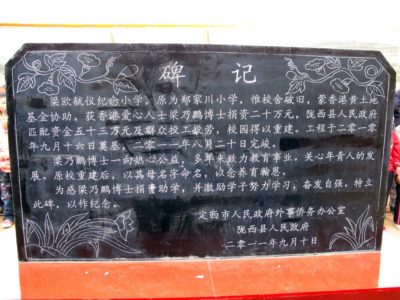 碑记
梁欧毓仪纪念小学，原为郑家川小学，惟校舍破旧，蒙香港黄土地
基金协助，获香港爱心人士梁乃鹏博士捐资二十万元，陇西县人民政府
匹配资金五十三万元及群众投工献劳，校园得以重建。工程于二零一零
年九月十六日奠基，二零一一年八月二十日完竣。
梁乃鹏博士一向热心公益，多年来致力教育事业，关心年青人的发
展。原校重建后，以其母名字命名，以念养育瀚恩。
为感梁乃鹏博士捐资助学，并激励学子努力学习，奋发自强。特立
此碑，以作纪念。
定西市人民政府外事侨务办公室
陇西县人民政府
二零一一年九月十日